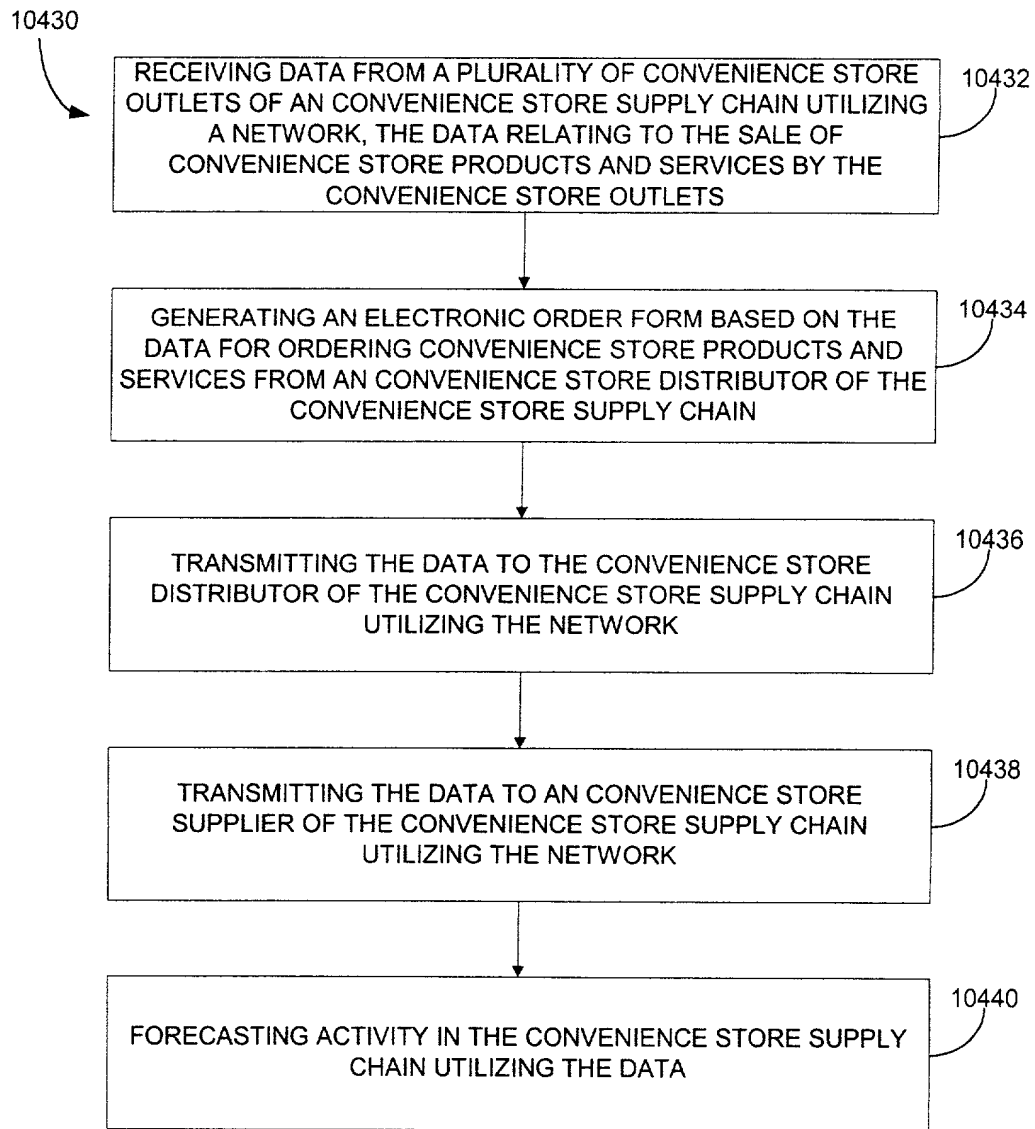 10430
RECEIVING DATA FROM A PLURALITY OF CONVENIENCE STORE
OUTLETS OF AN CONVENIENCE STORE SUPPLY CHAIN UTILIZING
A NETWORK, THE DATA RELATING TO THE SALE OF
CONVENIENCE STORE PRODUCTS AND SERVICES BY THE
CONVENIENCE STORE OUTLETS
10432
GENERATING AN ELECTRONIC ORDER FORM BASED ON THE
DATA FOR ORDERING CONVENIENCE STORE PRODUCTS AND
SERVICES FROM AN CONVENIENCE STORE DISTRIBUTOR OF THE
CONVENIENCE STORE SUPPLY CHAIN
10434
TRANSMITTING THE DATA TO THE CONVENIENCE STORE
DISTRIBUTOR OF THE CONVENIENCE STORE SUPPLY CHAIN
UTILIZING THE NETWORK
10436
TRANSMITTING THE DATA TO AN CONVENIENCE STORE
SUPPLIER OF THE CONVENIENCE STORE SUPPLY CHAIN
UTILIZING THE NETWORK
10438
FORECASTING ACTIVITY IN THE CONVENIENCE STORE SUPPLY
CHAIN UTILIZING THE DATA
10440